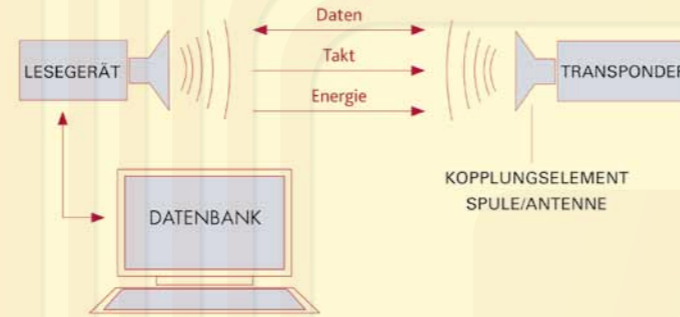 Daten
Takt
Energie
LESEGERÄT
TRANSPONDER
KOPPLUNGSELEMENT
SPULE/ANTENNE
DATENBANK